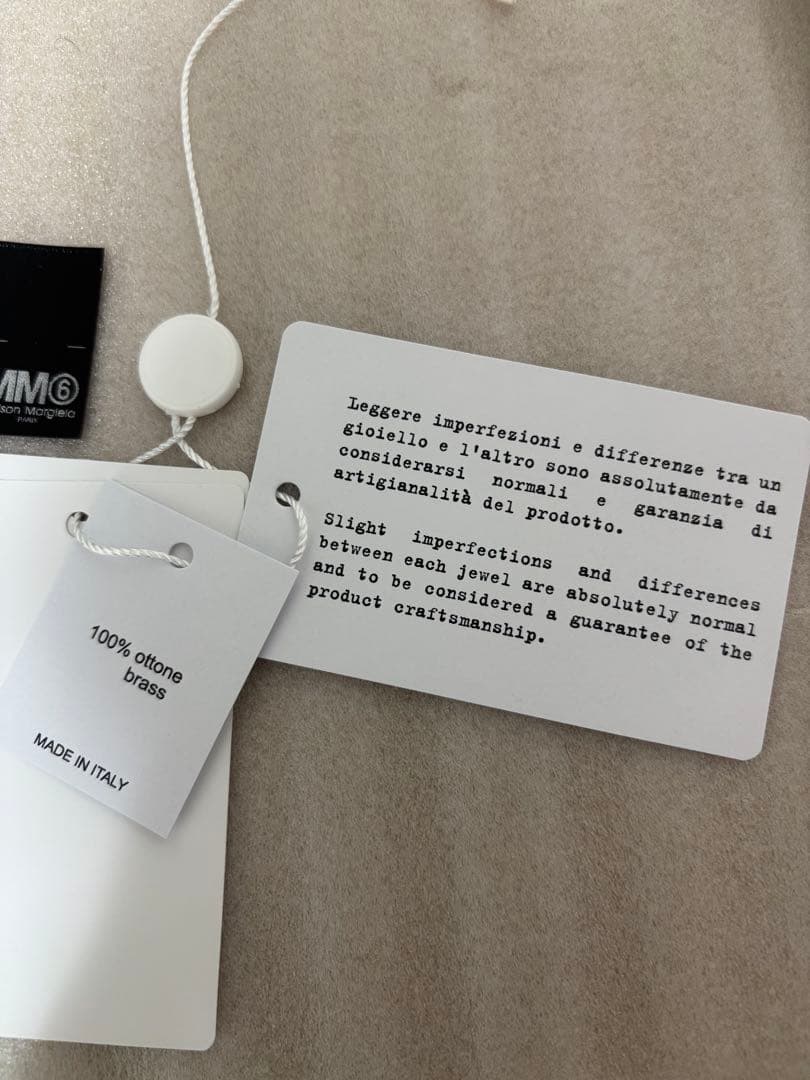 MM6
Maison Margiela
PARIS
Leggere imperfezioni e differenze tra un
gioiello e l'altro sono assolutamente da
considerarsi normali e garanzia di
artigianalità del prodotto.
Slight imperfections and differences
between each jewel are absolutely normal
and to be considered a guarantee of the
product craftsmanship.
100% ottone
brass
MADE IN ITALY